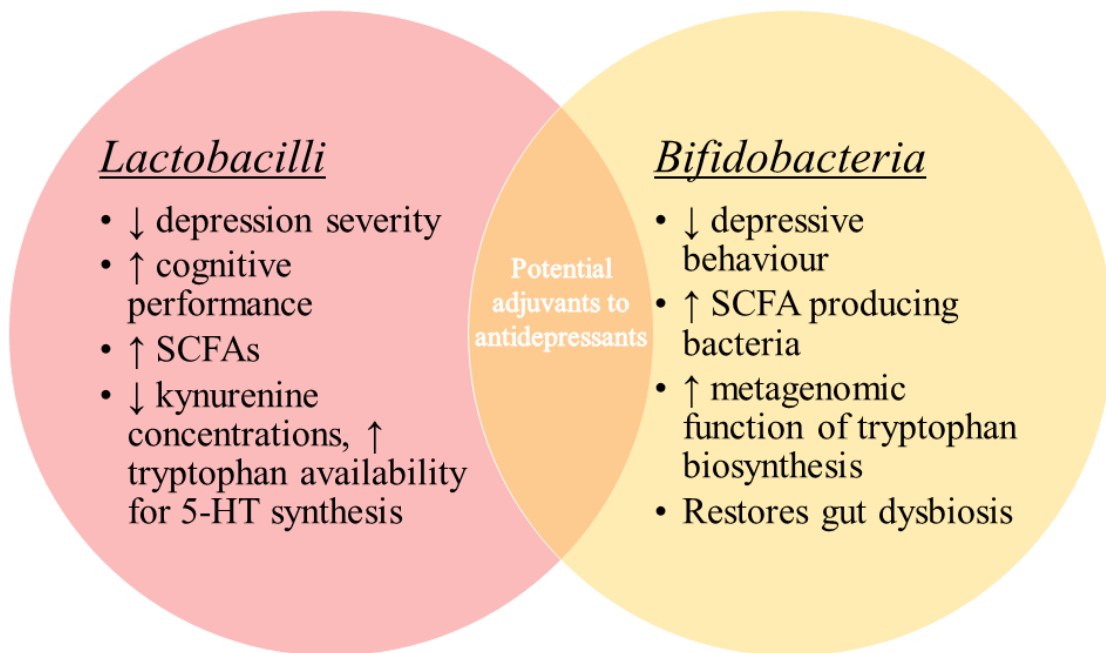 Lactobacilli
• ↓ depression severity
• ↑ cognitive
performance
• ↑ SCFAs
• ↓ kynurenine
concentrations, ↑
tryptophan availability
for 5-HT synthesis
Potential
adjuvants to
antidepressants
Bifidobacteria
• ↓ depressive
behaviour
• ↑ SCFA producing
bacteria
• ↑ metagenomic
function of tryptophan
biosynthesis
• Restores gut dysbiosis